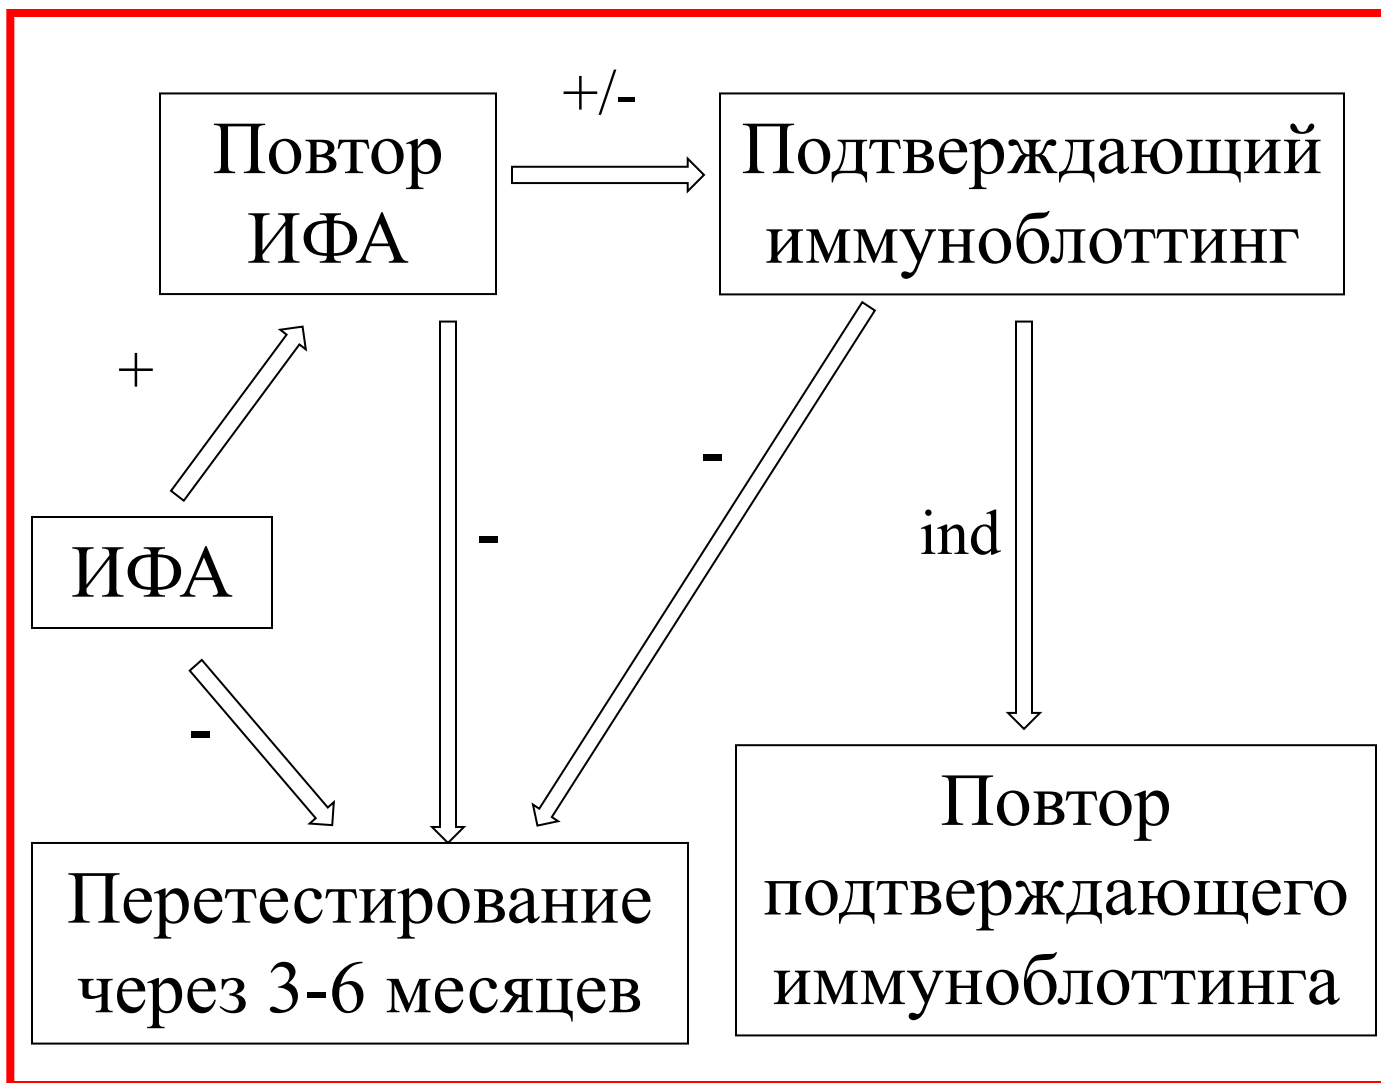 +/-
Повтор
ИФА
Подтверждающий
иммуноблоттинг
+
-
-
ind
ИФА
-
Перетестирование
через 3-6 месяцев
Повтор
подтверждающего
иммуноблоттинга